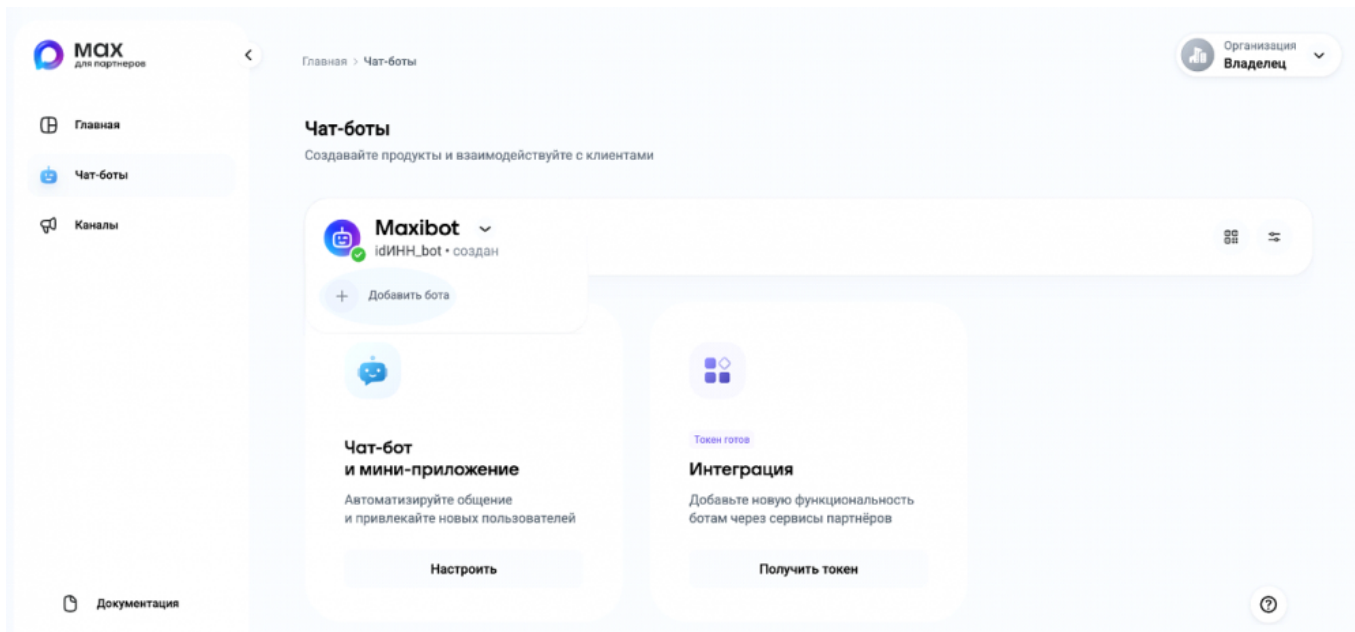 max
для партнеров
Главная
Чат-боты
Каналы
Документация
Главная > Чат-боты
Организация
Владелец
Чат-боты
Создавайте продукты и взаимодействуйте с клиентами
Maxibot
idИНН_bot • создан
+ Добавить бота
Чат-бот
и мини-приложение
Автоматизируйте общение
и привлекайте новых пользователей
Настроить
Токен готов
Интеграция
Добавьте новую функциональность
ботам через сервисы партнёров
Получить токен
?